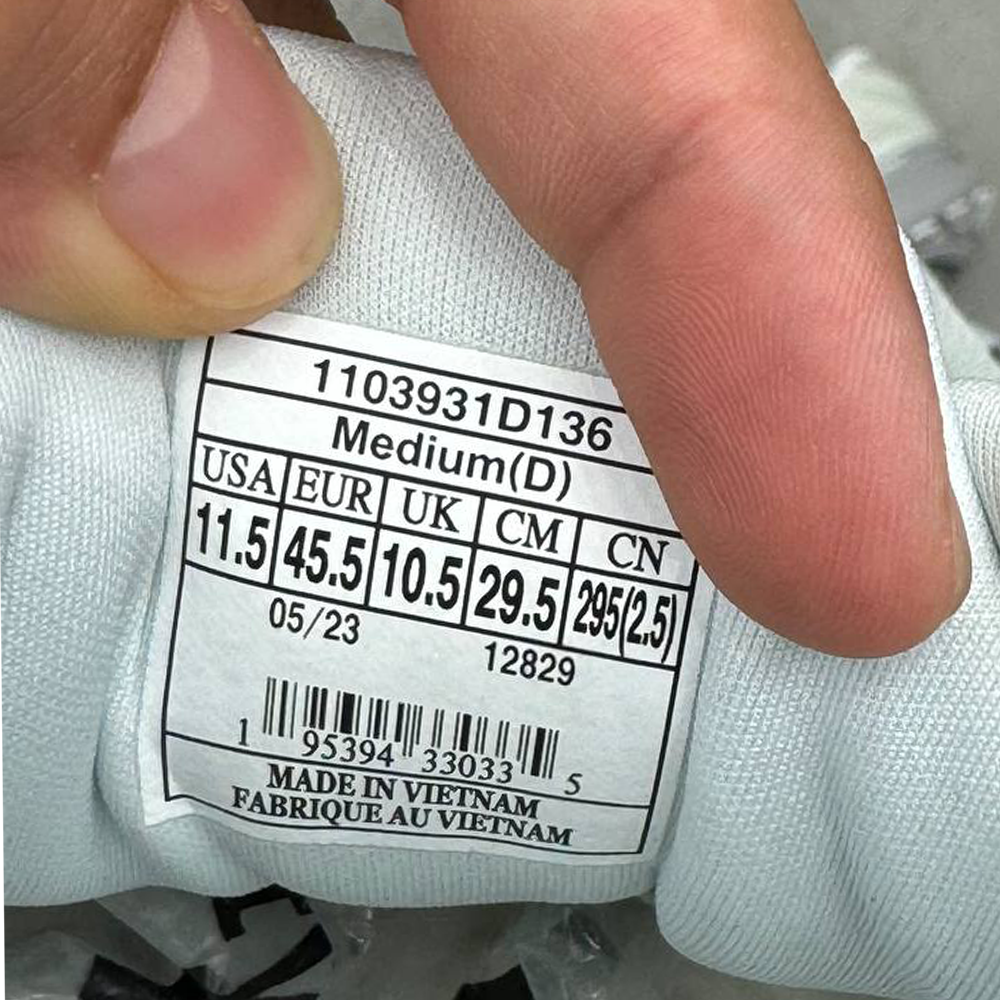 1103931D136
Medium(D)
USA EUR UK CM CN
11.5 45.5 10.5 29.5 295(2.5)
05/23
12829
1 95394 33033 5
MADE IN VIETNAM
FABRIQUE AU VIETNAM